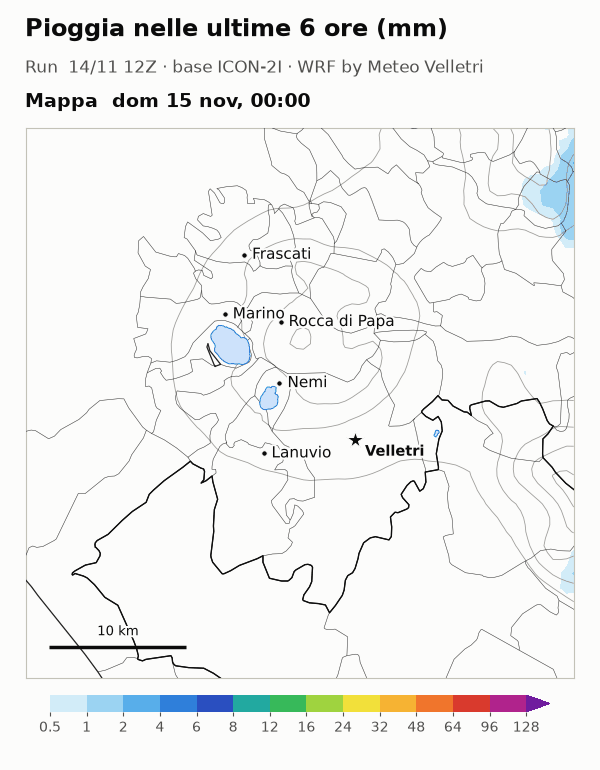 Pioggia nelle ultime 6 ore (mm)
Run  14/11 12Z · base ICON-2I · WRF by Meteo Velletri
Mappa  dom 15 nov, 00:00
Frascati
Marino
Rocca di Papa
Nemi
Velletri
Lanuvio
10 km
0.5 1 2 4 6 8 12 16 24 32 48 64 96 128